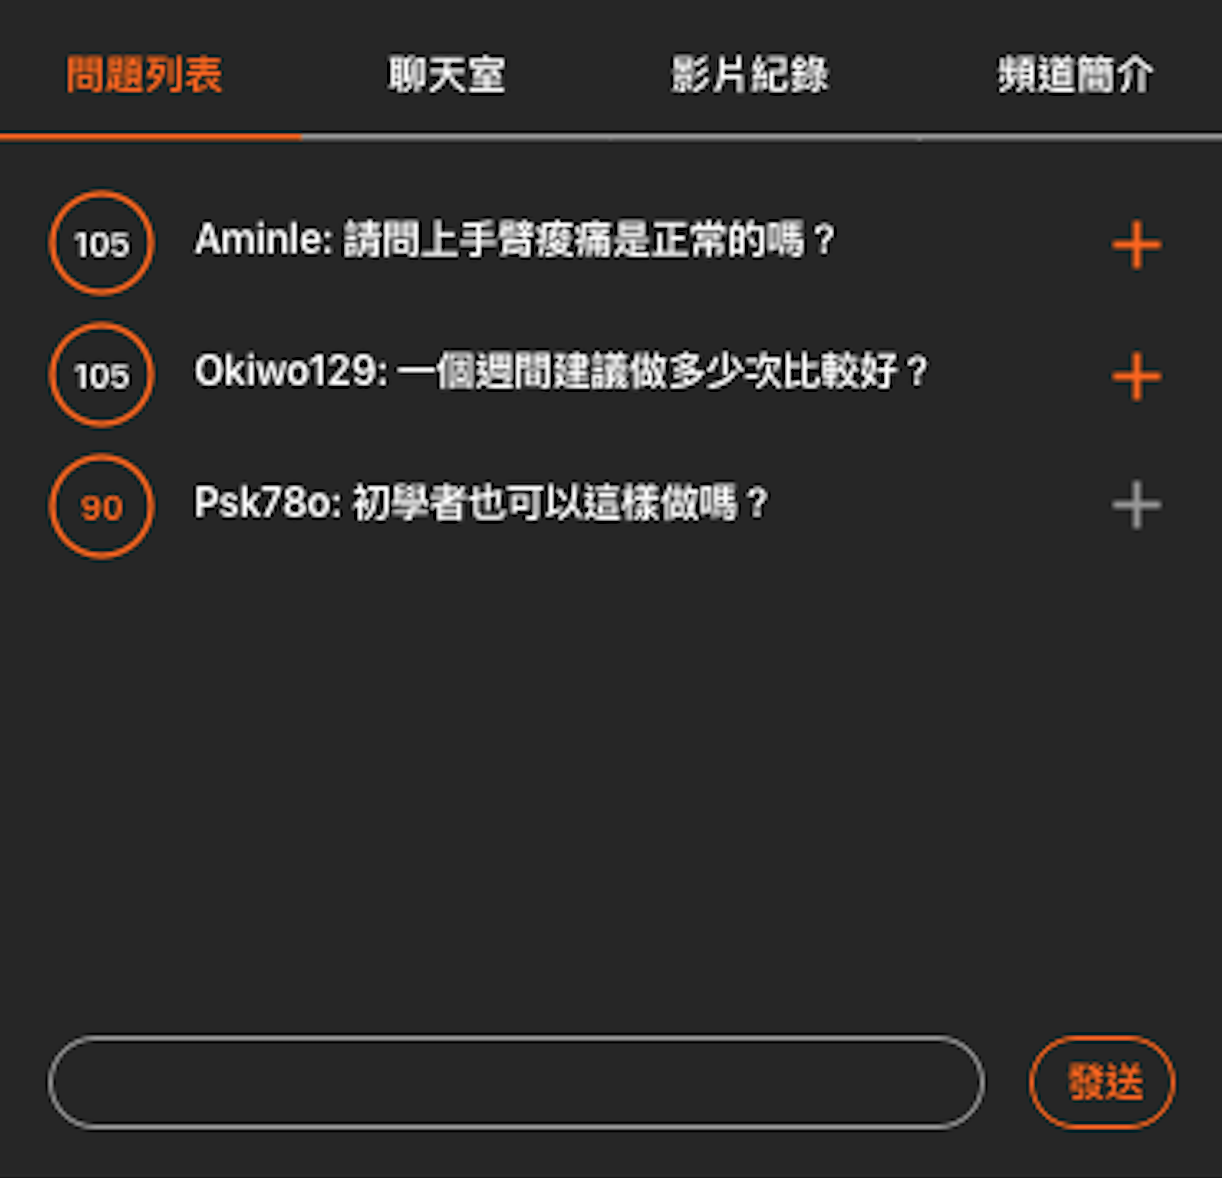 問題列表 聊天室 影片紀錄 頻道簡介
105 Aminle: 請問上手臂痠痛是正常的嗎？
105 Okiwo129: 一個週間建議做多少次比較好？
90 Psk78o: 初學者也可以這樣做嗎？
發送